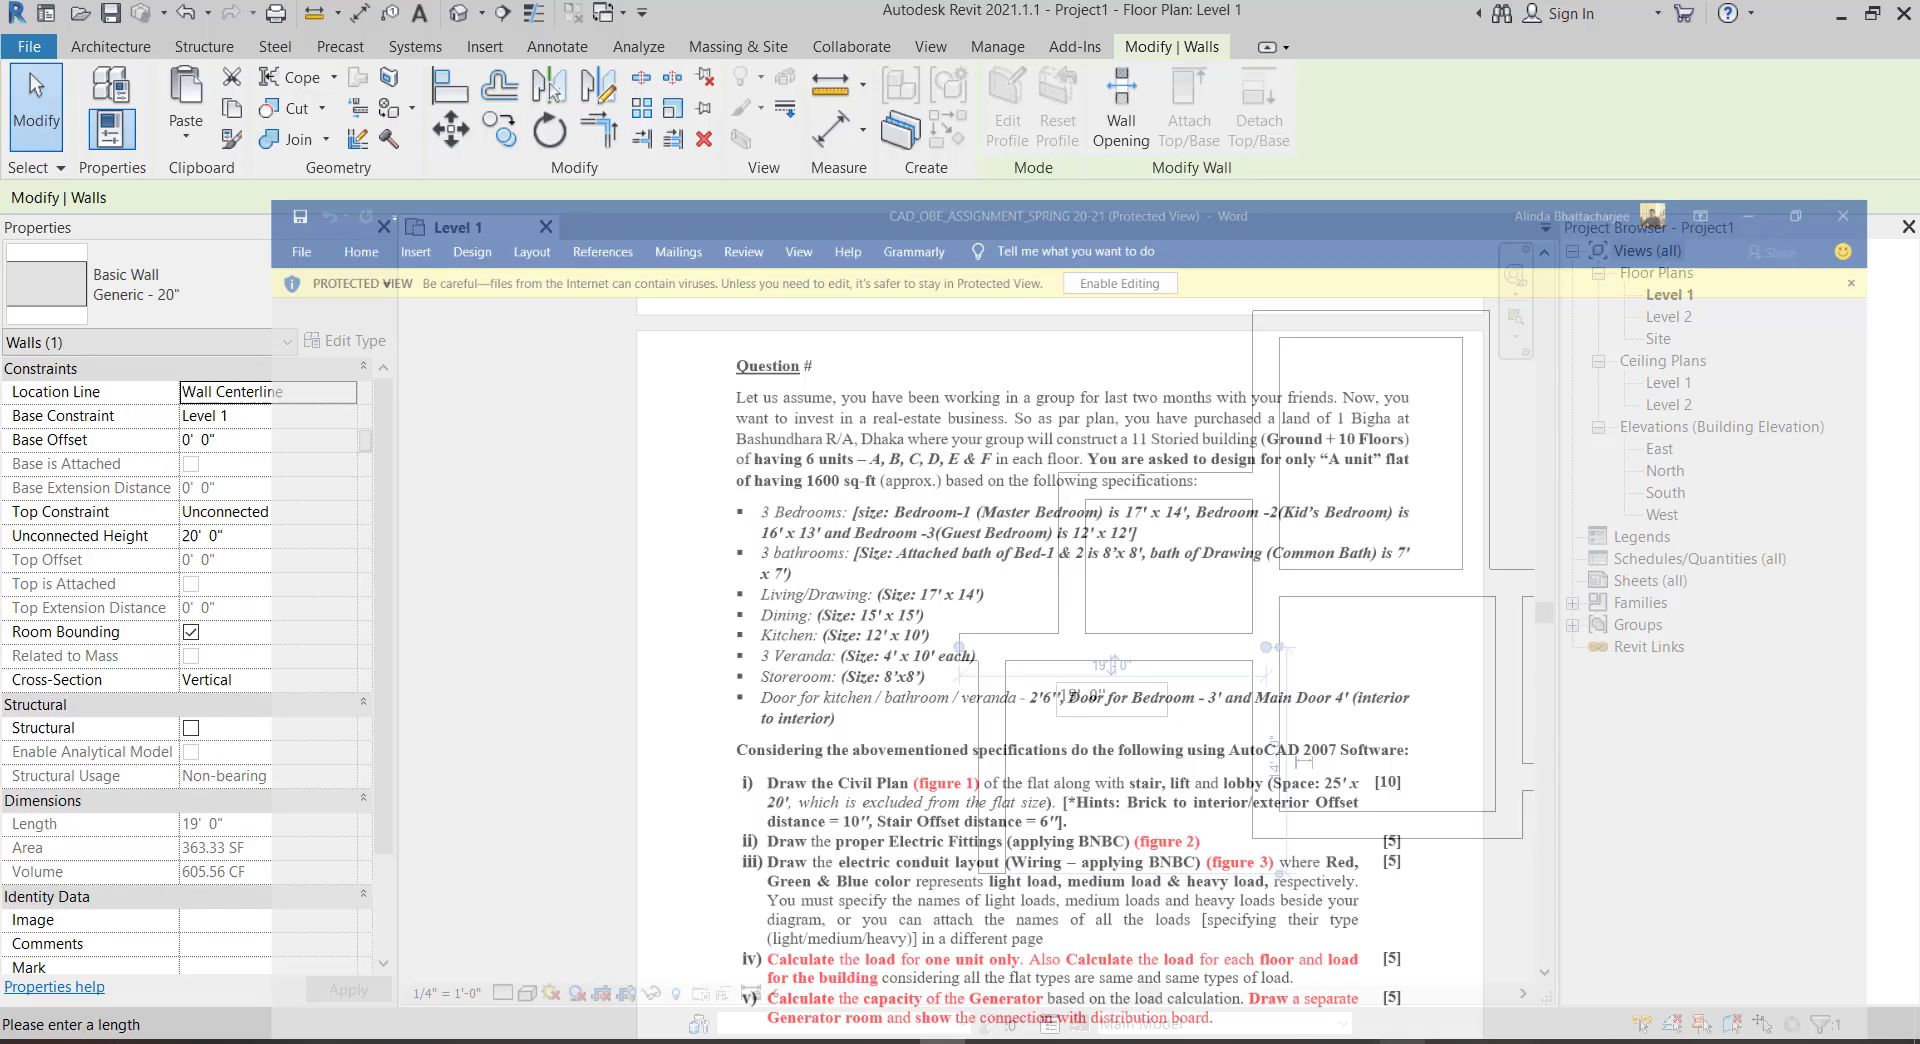 Autodesk Revit 2021.1.1 - Project1 - Floor Plan: Level 1
Sign In
File Architecture Structure Steel Precast Systems Insert Annotate Analyze Massing & Site Collaborate View Manage Add-Ins Modify | Walls
Modify
Paste
Cope
Cut
Join
Edit Profile
Reset Profile
Wall Opening
Attach Top/Base
Detach Top/Base
Select Properties Clipboard Geometry Modify View Measure Create Mode Modify Wall
Modify | Walls
Properties
Basic Wall
Generic - 20"
Walls (1)
Edit Type
Constraints
Location Line Wall Centerline
Base Constraint Level 1
Base Offset 0' 0"
Base is Attached
Base Extension Distance 0' 0"
Top Constraint Unconnected
Unconnected Height 20' 0"
Top Offset 0' 0"
Top is Attached
Top Extension Distance 0' 0"
Room Bounding
Related to Mass
Cross-Section Vertical
Structural
Structural
Enable Analytical Model
Structural Usage Non-bearing
Dimensions
Length 19' 0"
Area 363.33 SF
Volume 605.56 CF
Identity Data
Image
Comments
Mark
Properties help
Apply
Please enter a length
Level 1
CAD_OBE_ASSIGNMENT_SPRING 20-21 (Protected View) - Word
Alinda Bhattacharjee
File Home Insert Design Layout References Mailings Review View Help Grammarly Tell me what you want to do
Share
PROTECTED VIEW Be careful—files from the Internet can contain viruses. Unless you need to edit, it's safer to stay in Protected View.
Enable Editing
Question #
Let us assume, you have been working in a group for last two months with your friends. Now, you
want to invest in a real-estate business. So as par plan, you have purchased a land of 1 Bigha at
Bashundhara R/A, Dhaka where your group will construct a 11 Storied building (Ground + 10 Floors)
of having 6 units – A, B, C, D, E & F in each floor. You are asked to design for only “A unit” flat
of having 1600 sq-ft (approx.) based on the following specifications:
▪ 3 Bedrooms: [size: Bedroom-1 (Master Bedroom) is 17' x 14', Bedroom -2(Kid’s Bedroom) is
16' x 13' and Bedroom -3(Guest Bedroom) is 12' x 12']
▪ 3 bathrooms: [Size: Attached bath of Bed-1 & 2 is 8’x 8', bath of Drawing (Common Bath) is 7'
x 7')
▪ Living/Drawing: (Size: 17' x 14')
▪ Dining: (Size: 15' x 15')
▪ Kitchen: (Size: 12' x 10')
▪ 3 Veranda: (Size: 4' x 10' each)
▪ Storeroom: (Size: 8’x8’)
▪ Door for kitchen / bathroom / veranda - 2'6", Door for Bedroom - 3' and Main Door 4' (interior
to interior)
Considering the abovementioned specifications do the following using AutoCAD 2007 Software:
i) Draw the Civil Plan (figure 1) of the flat along with stair, lift and lobby (Space: 25' x [10]
20', which is excluded from the flat size). [*Hints: Brick to interior/exterior Offset
distance = 10", Stair Offset distance = 6"].
ii) Draw the proper Electric Fittings (applying BNBC) (figure 2) [5]
iii) Draw the electric conduit layout (Wiring – applying BNBC) (figure 3) where Red, [5]
Green & Blue color represents light load, medium load & heavy load, respectively.
You must specify the names of light loads, medium loads and heavy loads beside your
diagram, or you can attach the names of all the loads [specifying their type
(light/medium/heavy)] in a different page
iv) Calculate the load for one unit only. Also Calculate the load for each floor and load [5]
for the building considering all the flat types are same and same types of load.
v) Calculate the capacity of the Generator based on the load calculation. Draw a separate [5]
Generator room and show the connection with distribution board.
19' 0"
1/4" = 1'-0"
:0
Main Model
:1
Project Browser - Project1
Views (all)
Floor Plans
Level 1
Level 2
Site
Ceiling Plans
Level 1
Level 2
Elevations (Building Elevation)
East
North
South
West
Legends
Schedules/Quantities (all)
Sheets (all)
Families
Groups
Revit Links